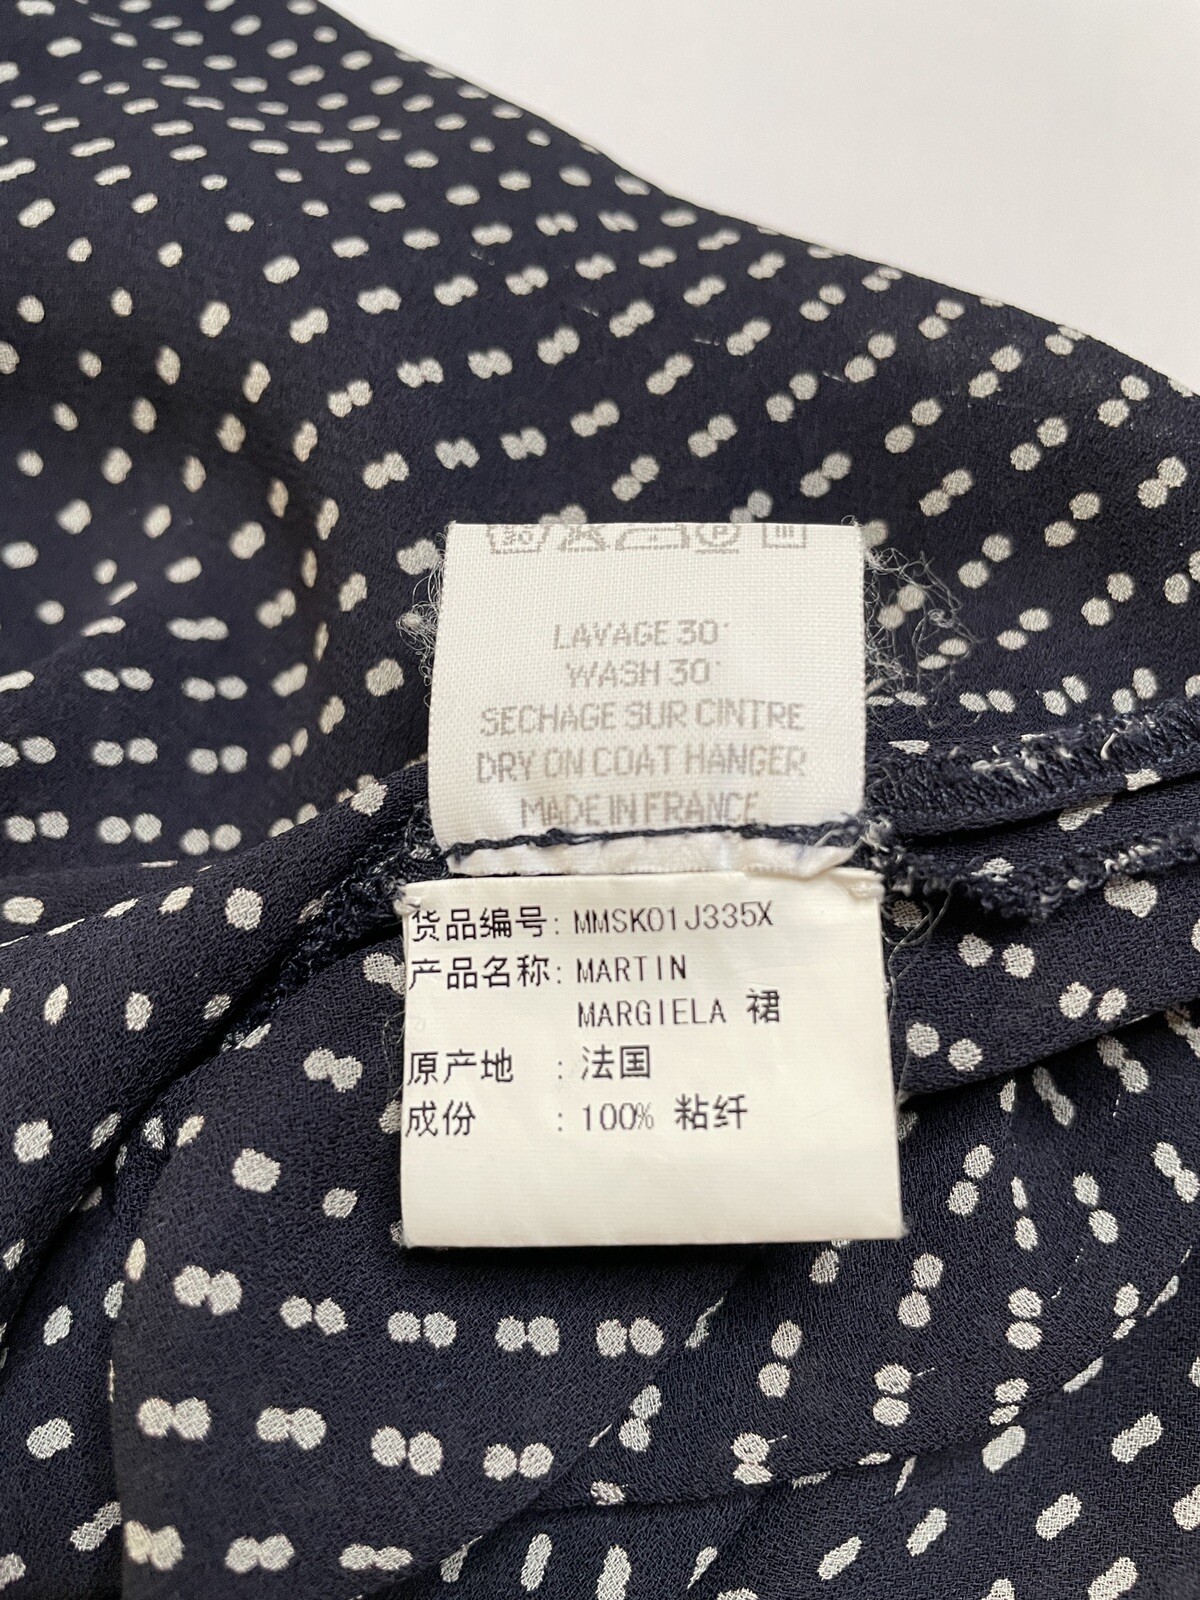 LAVAGE 30°
WASH 30°
SECHAGE SUR CINTRE
DRY ON COAT HANGER
MADE IN FRANCE
货品编号: MMSK01J335X
产品名称: MARTIN
MARGIELA 裙
原产地 : 法国
成份 : 100% 粘纤